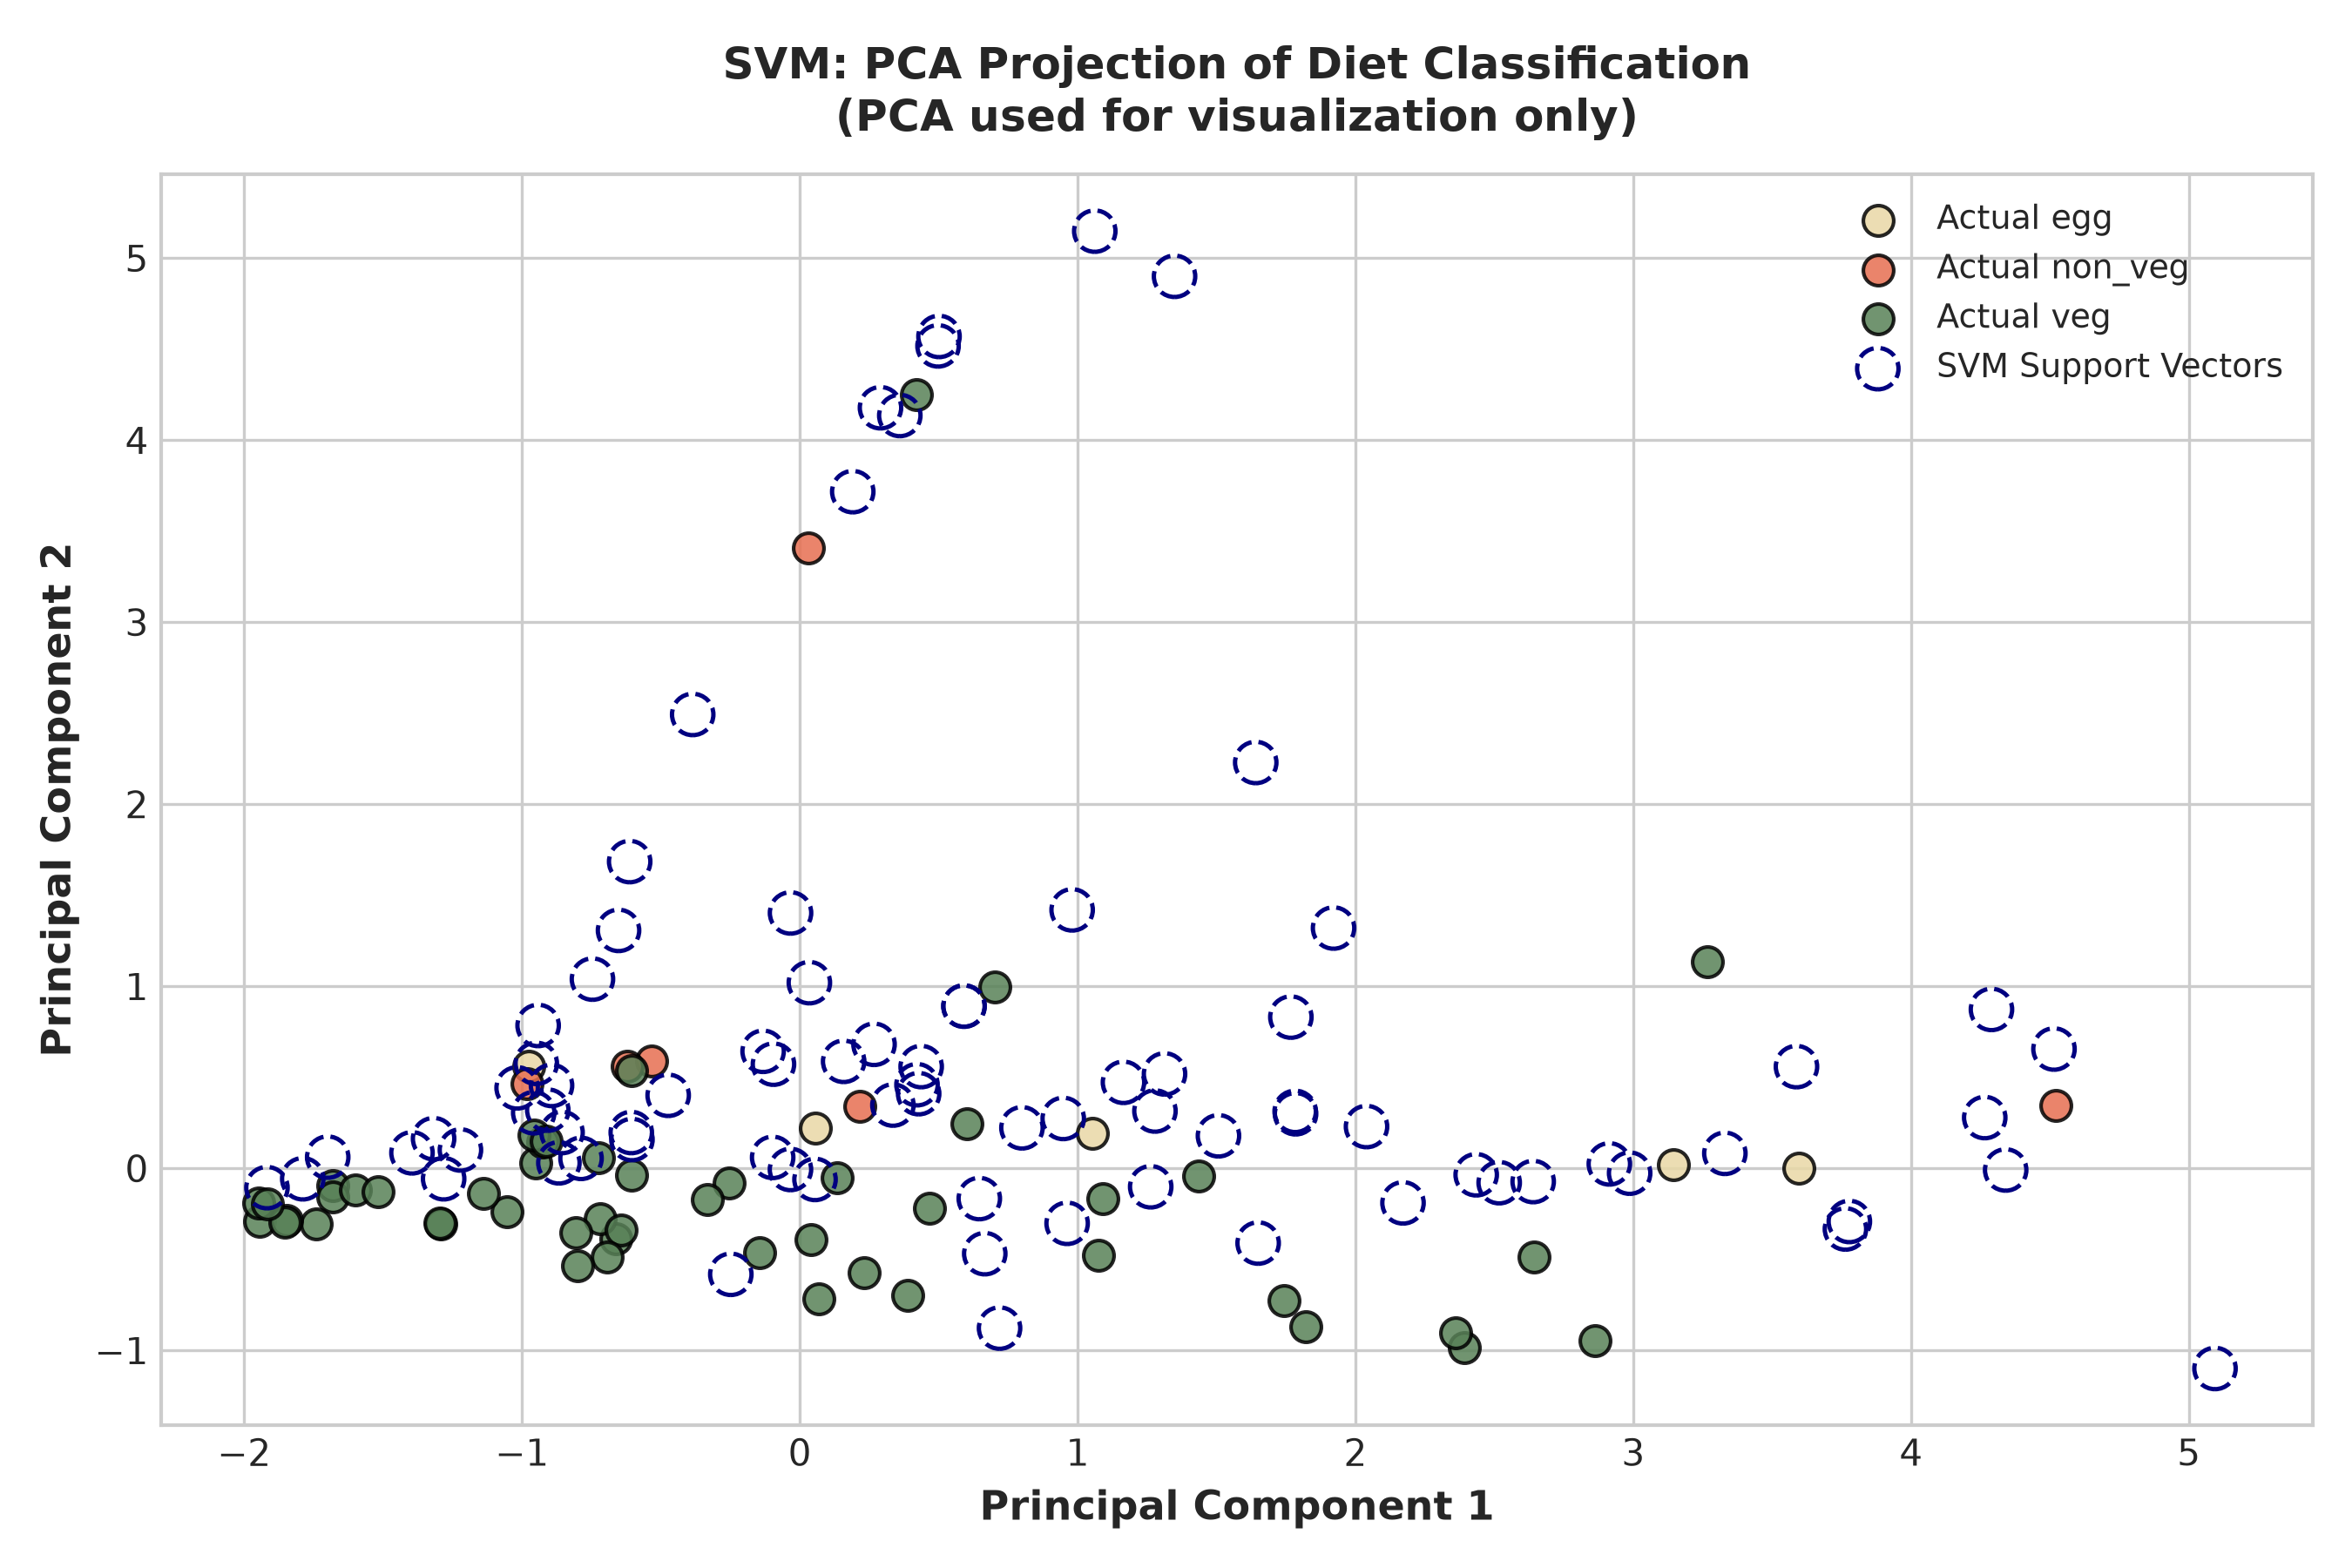 SVM: PCA Projection of Diet Classification
(PCA used for visualization only)
Actual egg
Actual non_veg
Actual veg
SVM Support Vectors
Principal Component 2
5
4
3
2
1
0
−1
−2 −1 0 1 2 3 4 5
Principal Component 1